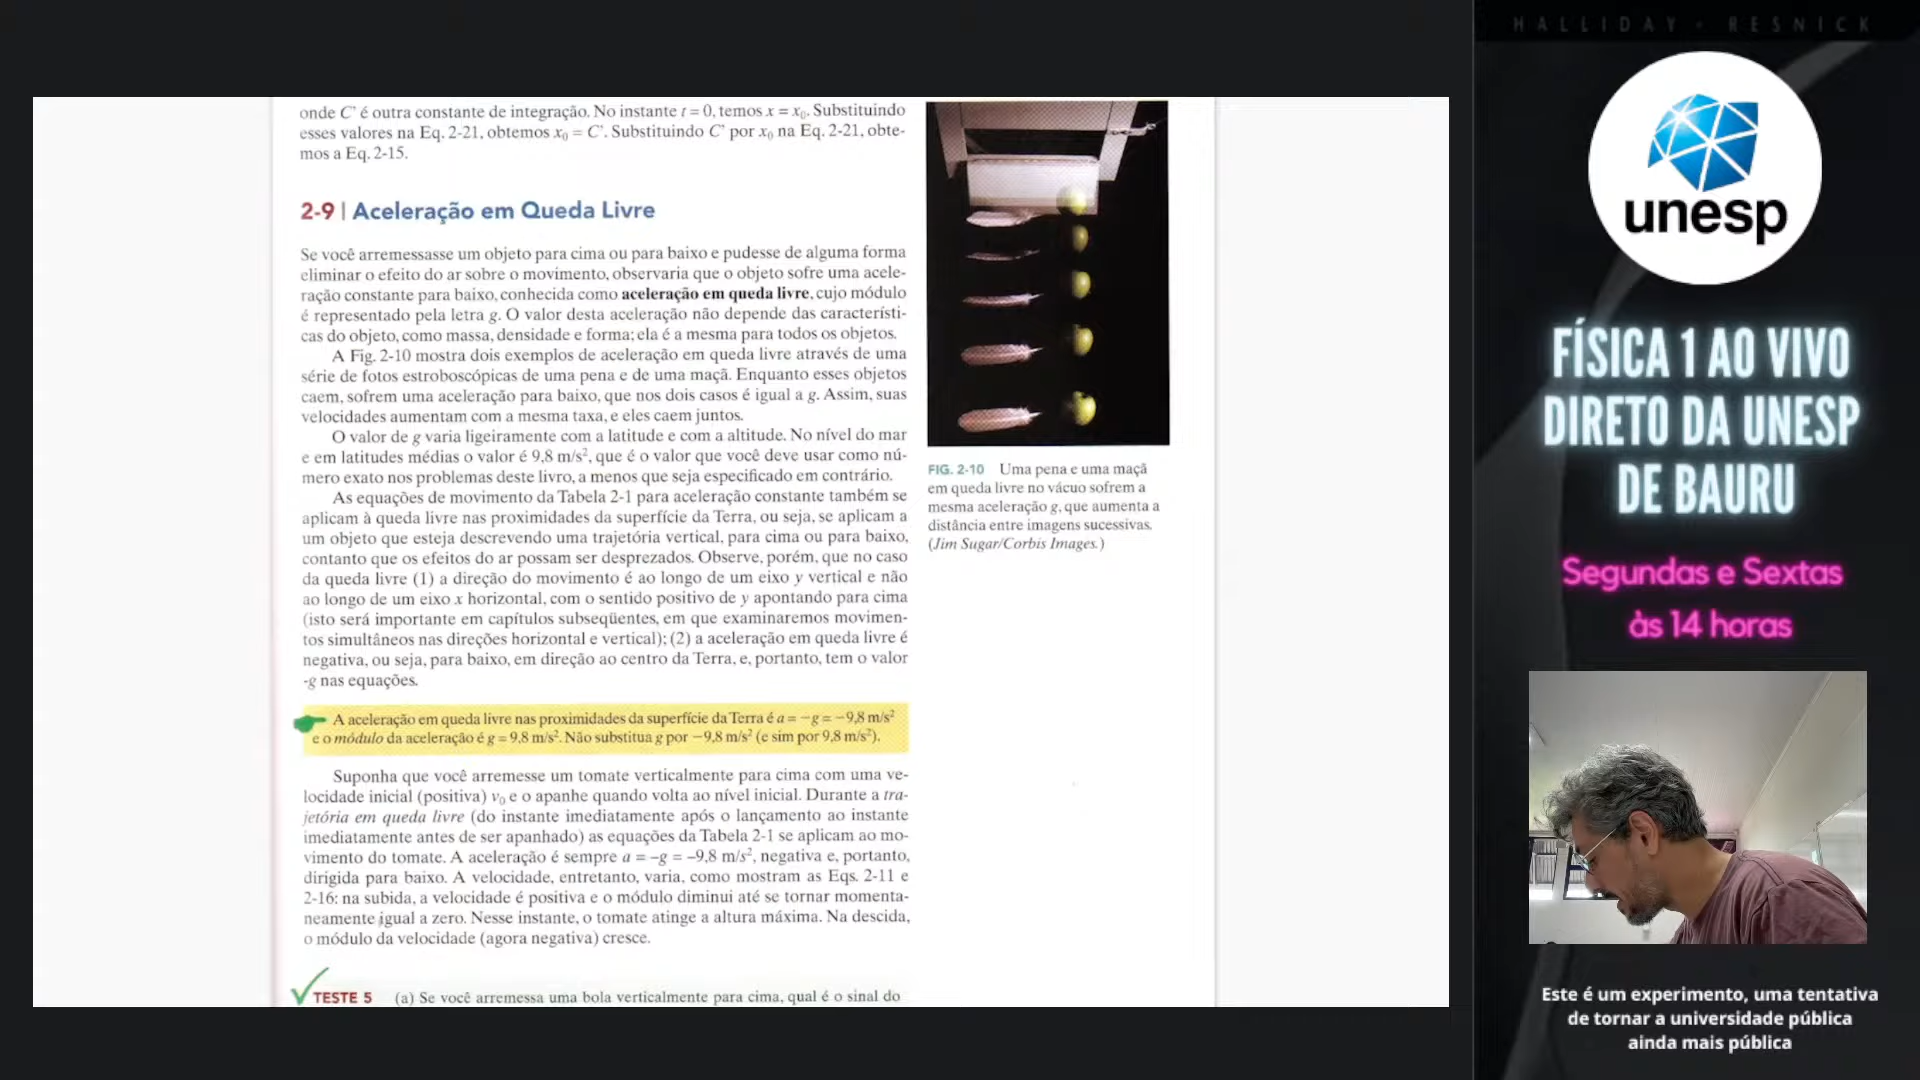 onde C' é outra constante de integração. No instante t = 0, temos x = x₀. Substituindo
esses valores na Eq. 2-21, obtemos x₀ = C'. Substituindo C' por x₀ na Eq. 2-21, obte-
mos a Eq. 2-15.
2-9 | Aceleração em Queda Livre
Se você arremessasse um objeto para cima ou para baixo e pudesse de alguma forma
eliminar o efeito do ar sobre o movimento, observaria que o objeto sofre uma acele-
ração constante para baixo, conhecida como aceleração em queda livre, cujo módulo
é representado pela letra g. O valor desta aceleração não depende das característi-
cas do objeto, como massa, densidade e forma; ela é a mesma para todos os objetos.
A Fig. 2-10 mostra dois exemplos de aceleração em queda livre através de uma
série de fotos estroboscópicas de uma pena e de uma maçã. Enquanto esses objetos
caem, sofrem uma aceleração para baixo, que nos dois casos é igual a g. Assim, suas
velocidades aumentam com a mesma taxa, e eles caem juntos.
O valor de g varia ligeiramente com a latitude e com a altitude. No nível do mar
e em latitudes médias o valor é 9,8 m/s², que é o valor que você deve usar como nú-
mero exato nos problemas deste livro, a menos que seja especificado em contrário.
As equações de movimento da Tabela 2-1 para aceleração constante também se
aplicam à queda livre nas proximidades da superfície da Terra, ou seja, se aplicam a
um objeto que esteja descrevendo uma trajetória vertical, para cima ou para baixo,
contanto que os efeitos do ar possam ser desprezados. Observe, porém, que no caso
da queda livre (1) a direção do movimento é ao longo de um eixo y vertical e não
ao longo de um eixo x horizontal, com o sentido positivo de y apontando para cima
(isto será importante em capítulos subseqüentes, em que examinaremos movimen-
tos simultâneos nas direções horizontal e vertical); (2) a aceleração em queda livre é
negativa, ou seja, para baixo, em direção ao centro da Terra, e, portanto, tem o valor
-g nas equações.
A aceleração em queda livre nas proximidades da superfície da Terra é a = −g = −9,8 m/s²
e o módulo da aceleração é g = 9,8 m/s². Não substitua g por −9,8 m/s² (e sim por 9,8 m/s²).
Suponha que você arremesse um tomate verticalmente para cima com uma ve-
locidade inicial (positiva) v₀ e o apanhe quando volta ao nível inicial. Durante a tra-
jetória em queda livre (do instante imediatamente após o lançamento ao instante
imediatamente antes de ser apanhado) as equações da Tabela 2-1 se aplicam ao mo-
vimento do tomate. A aceleração é sempre a = −g = −9,8 m/s², negativa e, portanto,
dirigida para baixo. A velocidade, entretanto, varia, como mostram as Eqs. 2-11 e
2-16: na subida, a velocidade é positiva e o módulo diminui até se tornar momenta-
neamente igual a zero. Nesse instante, o tomate atinge a altura máxima. Na descida,
o módulo da velocidade (agora negativa) cresce.
TESTE 5 (a) Se você arremessa uma bola verticalmente para cima, qual é o sinal do
FIG. 2-10 Uma pena e uma maçã
em queda livre no vácuo sofrem a
mesma aceleração g, que aumenta a
distância entre imagens sucessivas.
(Jim Sugar/Corbis Images.)
HALLIDAY - RESNICK
unesp
FÍSICA 1 AO VIVO
DIRETO DA UNESP
DE BAURU
Segundas e Sextas
às 14 horas
Este é um experimento, uma tentativa
de tornar a universidade pública
ainda mais pública